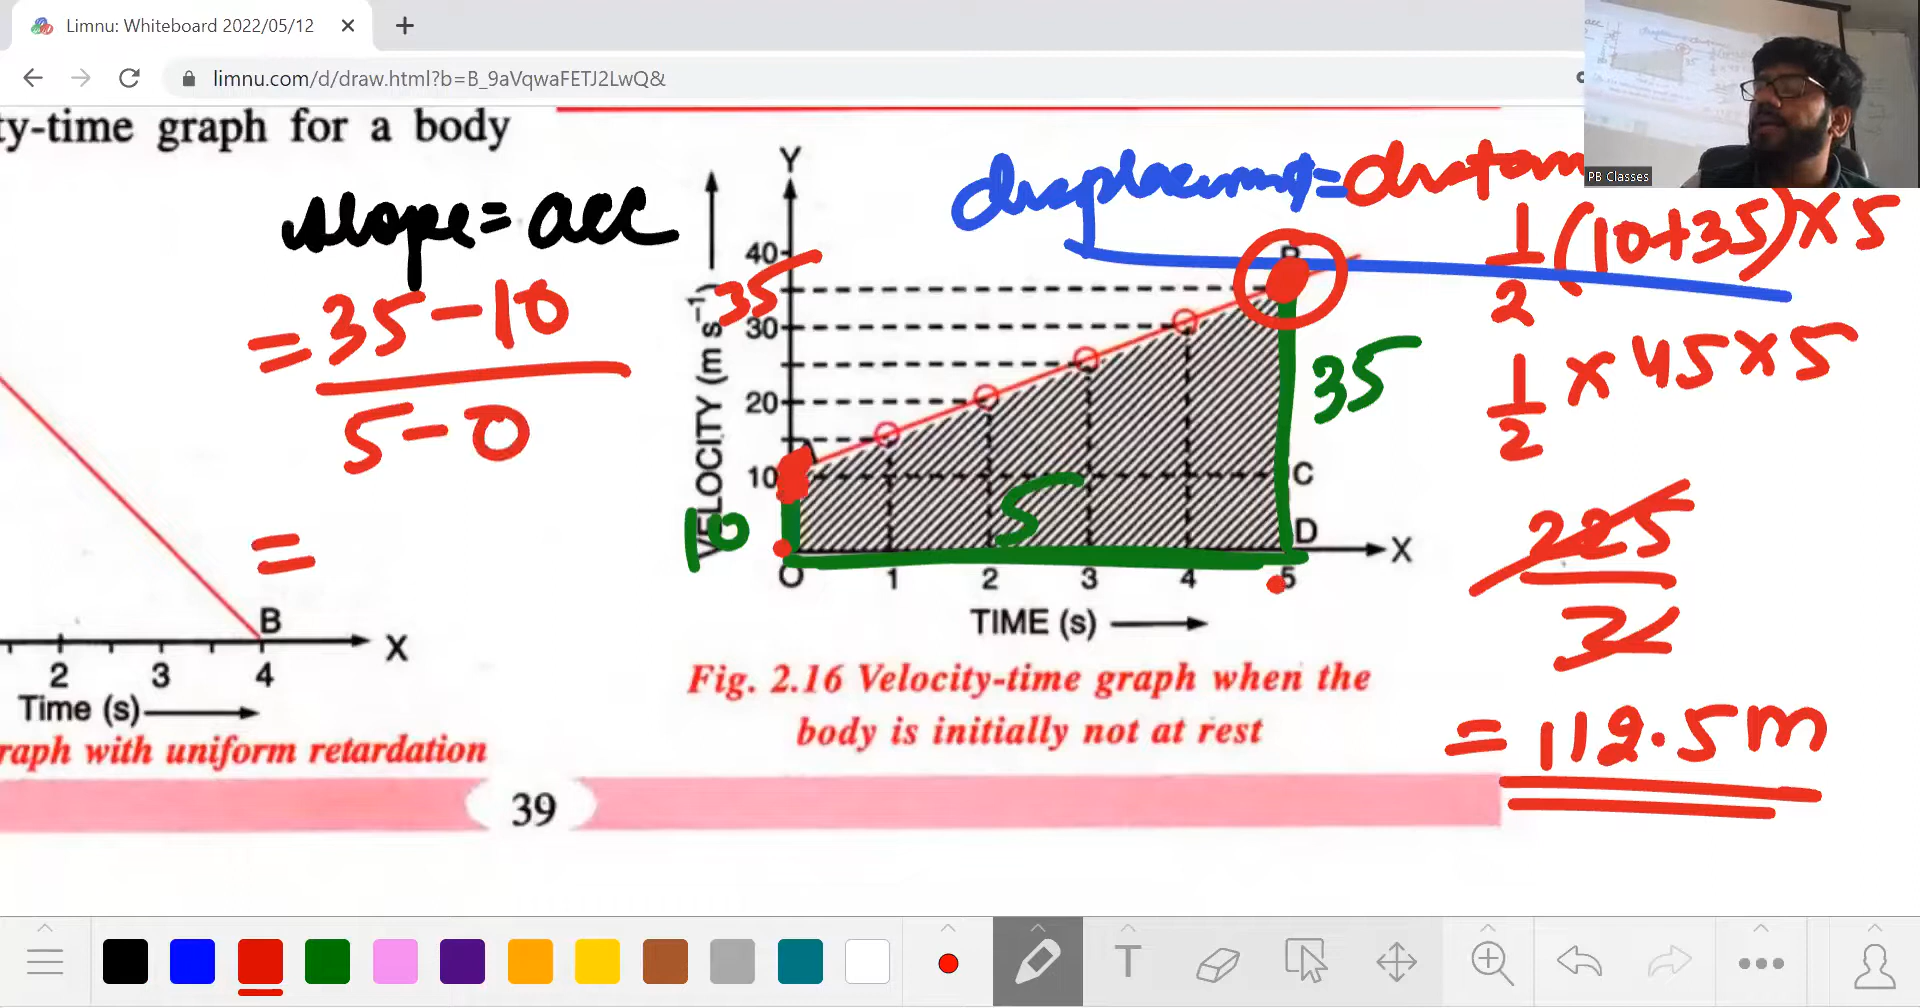 Limnu: Whiteboard 2022/05/12
limnu.com/d/draw.html?b=B_9aVqwaFETJ2LwQ&
PB Classes
ty-time graph for a body
slope = acc
= 35-10
5-0
=
B
X
2 3 4
Time (s)
raph with uniform retardation
displacement = distan
Y
40
35
30
20
10
10
VELOCITY (m s⁻¹)
35
5
C
D
X
O 1 2 3 4 5
TIME (s)
Fig. 2.16 Velocity-time graph when the
body is initially not at rest
1/2 (10+35) × 5
1/2 × 45 × 5
225
2
= 112.5 m
39
T